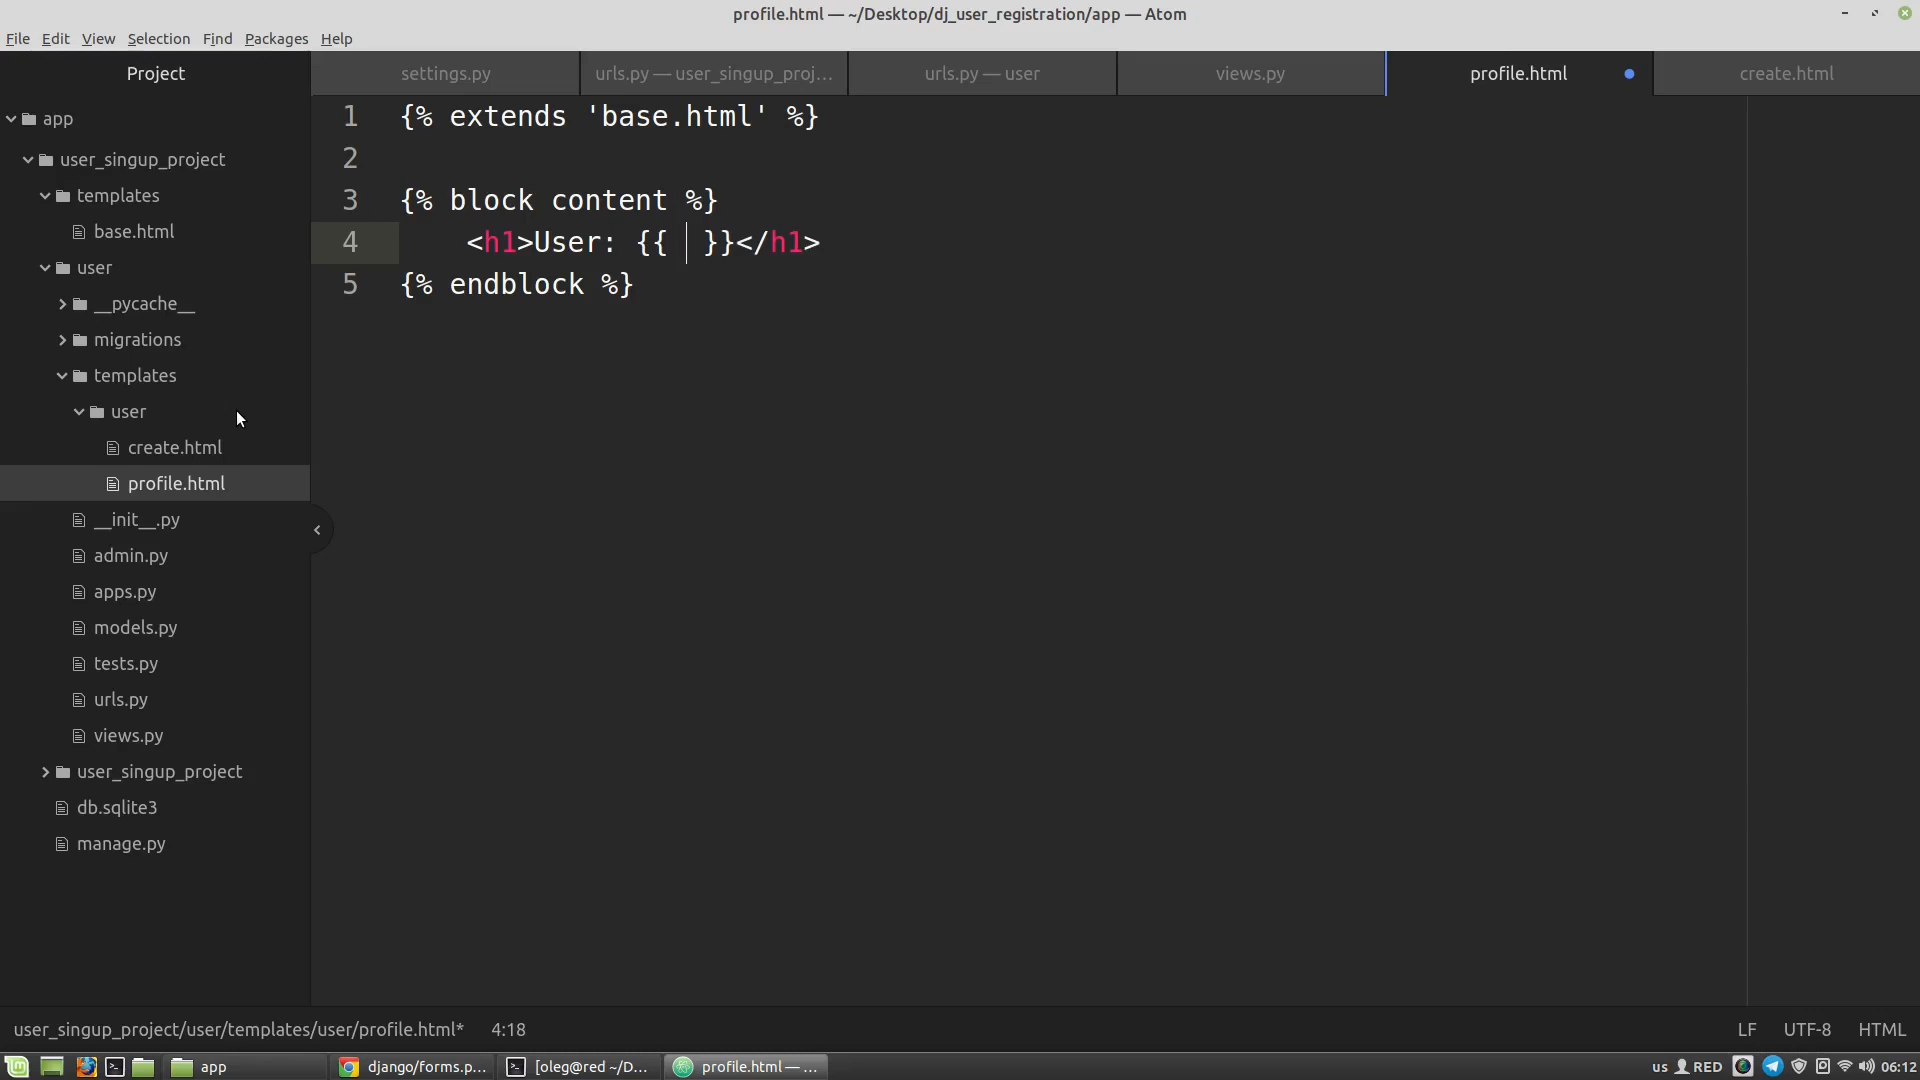 profile.html — ~/Desktop/dj_user_registration/app — Atom
File Edit View Selection Find Packages Help
Project
settings.py
urls.py — user_singup_proj...
urls.py — user
views.py
profile.html
create.html
app
user_singup_project
templates
base.html
user
__pycache__
migrations
templates
user
create.html
profile.html
__init__.py
admin.py
apps.py
models.py
tests.py
urls.py
views.py
user_singup_project
db.sqlite3
manage.py
1 {% extends 'base.html' %}
2
3 {% block content %}
4 <h1>User: {{  }}</h1>
5 {% endblock %}
user_singup_project/user/templates/user/profile.html* 4:18
LF UTF-8 HTML
app
django/forms.p...
[oleg@red ~/D...
profile.html — ...
us RED 06:12